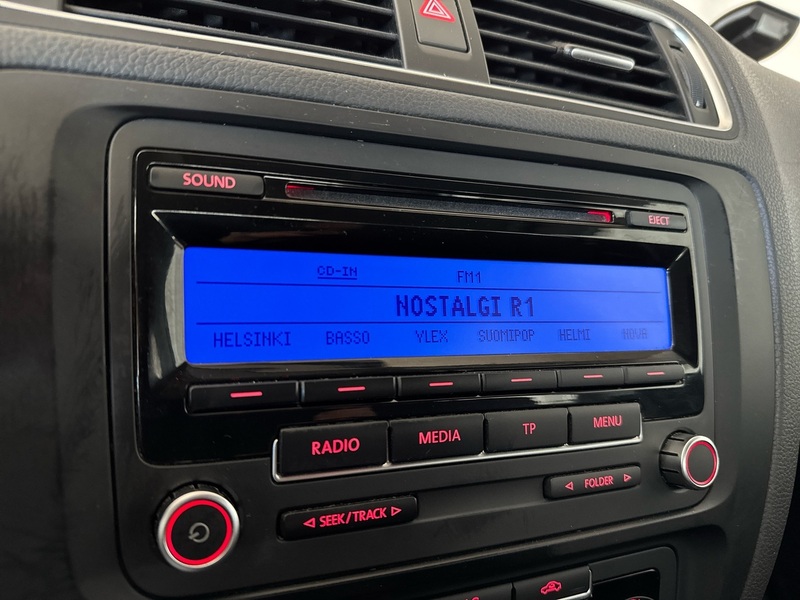 SOUND
EJECT
CD-IN FM1
NOSTALGI R1
HELSINKI BASSO YLEX SUOMIPOP HELMI NOVA
RADIO MEDIA TP MENU
SEEK/TRACK FOLDER